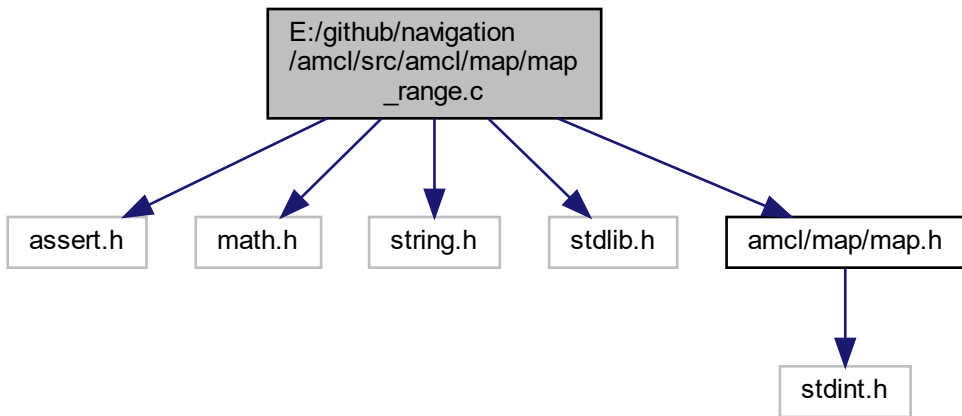 E:/github/navigation
/amcl/src/amcl/map/map
_range.c
assert.h
math.h
string.h
stdlib.h
amcl/map/map.h
stdint.h